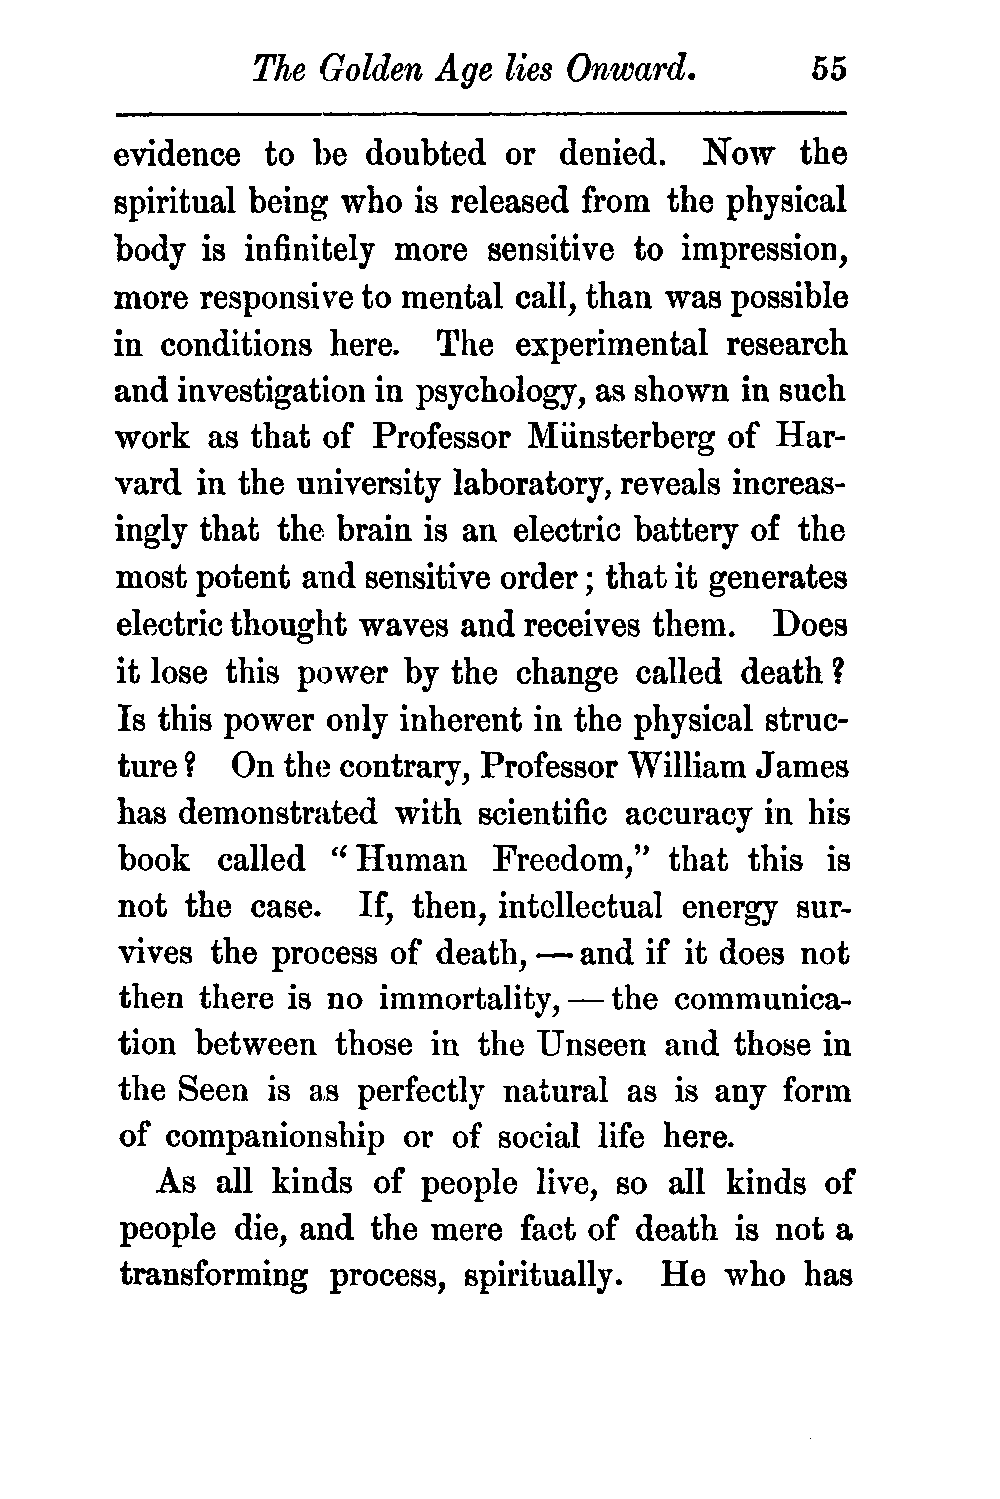 The Golden Age lies Onward. 55
evidence to be doubted or denied. Now the
spiritual being who is released from the physical
body is infinitely more sensitive to impression,
more responsive to mental call, than was possible
in conditions here. The experimental research
and investigation in psychology, as shown in such
work as that of Professor Münsterberg of Har-
vard in the university laboratory, reveals increas-
ingly that the brain is an electric battery of the
most potent and sensitive order; that it generates
electric thought waves and receives them. Does
it lose this power by the change called death?
Is this power only inherent in the physical struc-
ture? On the contrary, Professor William James
has demonstrated with scientific accuracy in his
book called "Human Freedom," that this is
not the case. If, then, intellectual energy sur-
vives the process of death, — and if it does not
then there is no immortality, — the communica-
tion between those in the Unseen and those in
the Seen is as perfectly natural as is any form
of companionship or of social life here.
As all kinds of people live, so all kinds of
people die, and the mere fact of death is not a
transforming process, spiritually. He who has